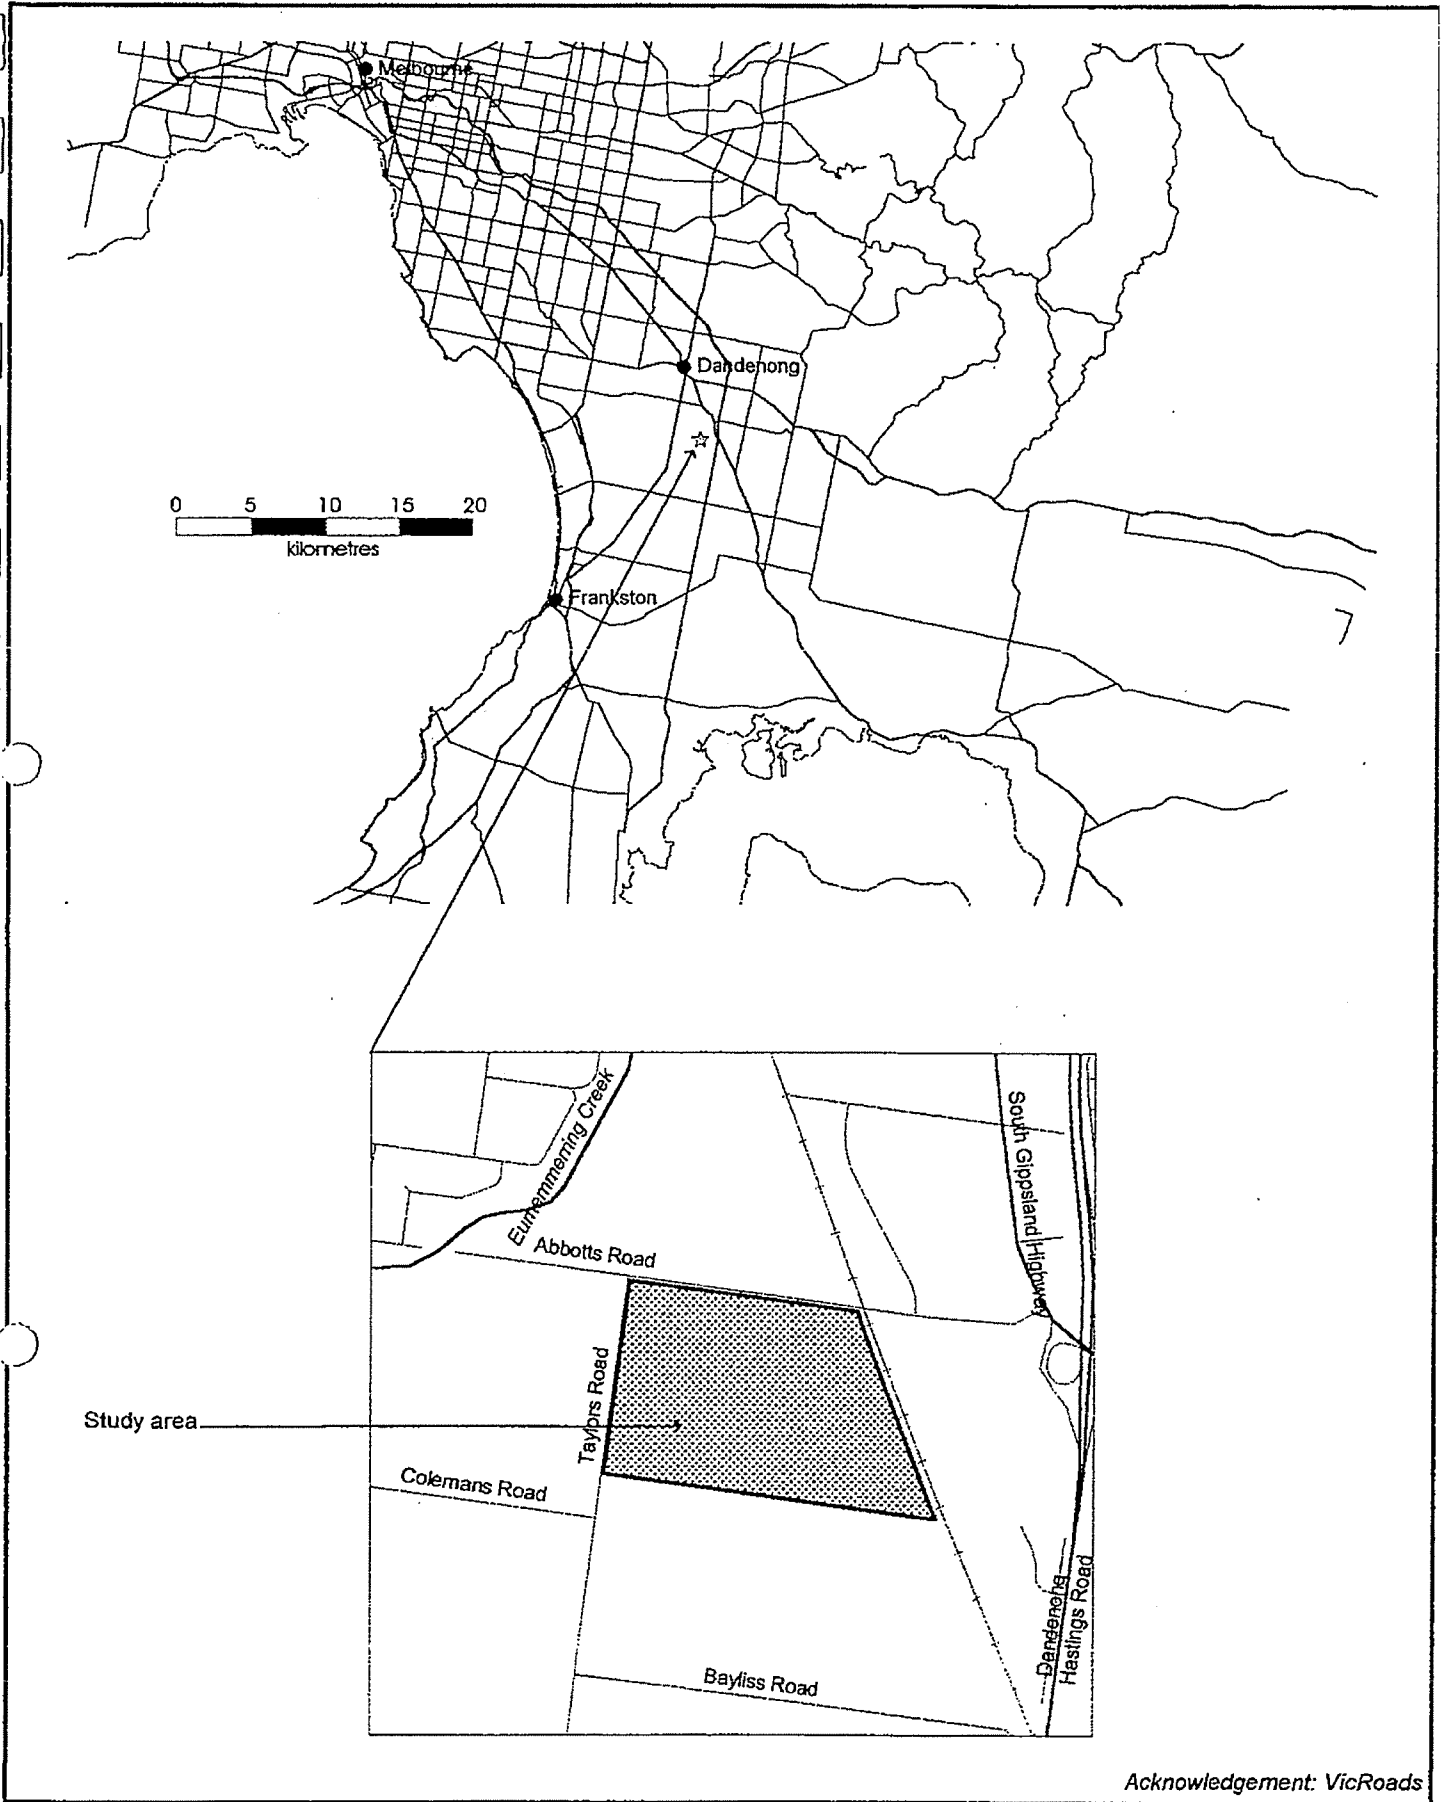 Melbourne
Dandenong
0 5 10 15 20
kilometres
Frankston
Eumemmerring Creek
South Gippsland Highway
Abbotts Road
Taylors Road
Study area
Colemans Road
Dandenong
Hastings Road
Bayliss Road
Acknowledgement: VicRoads